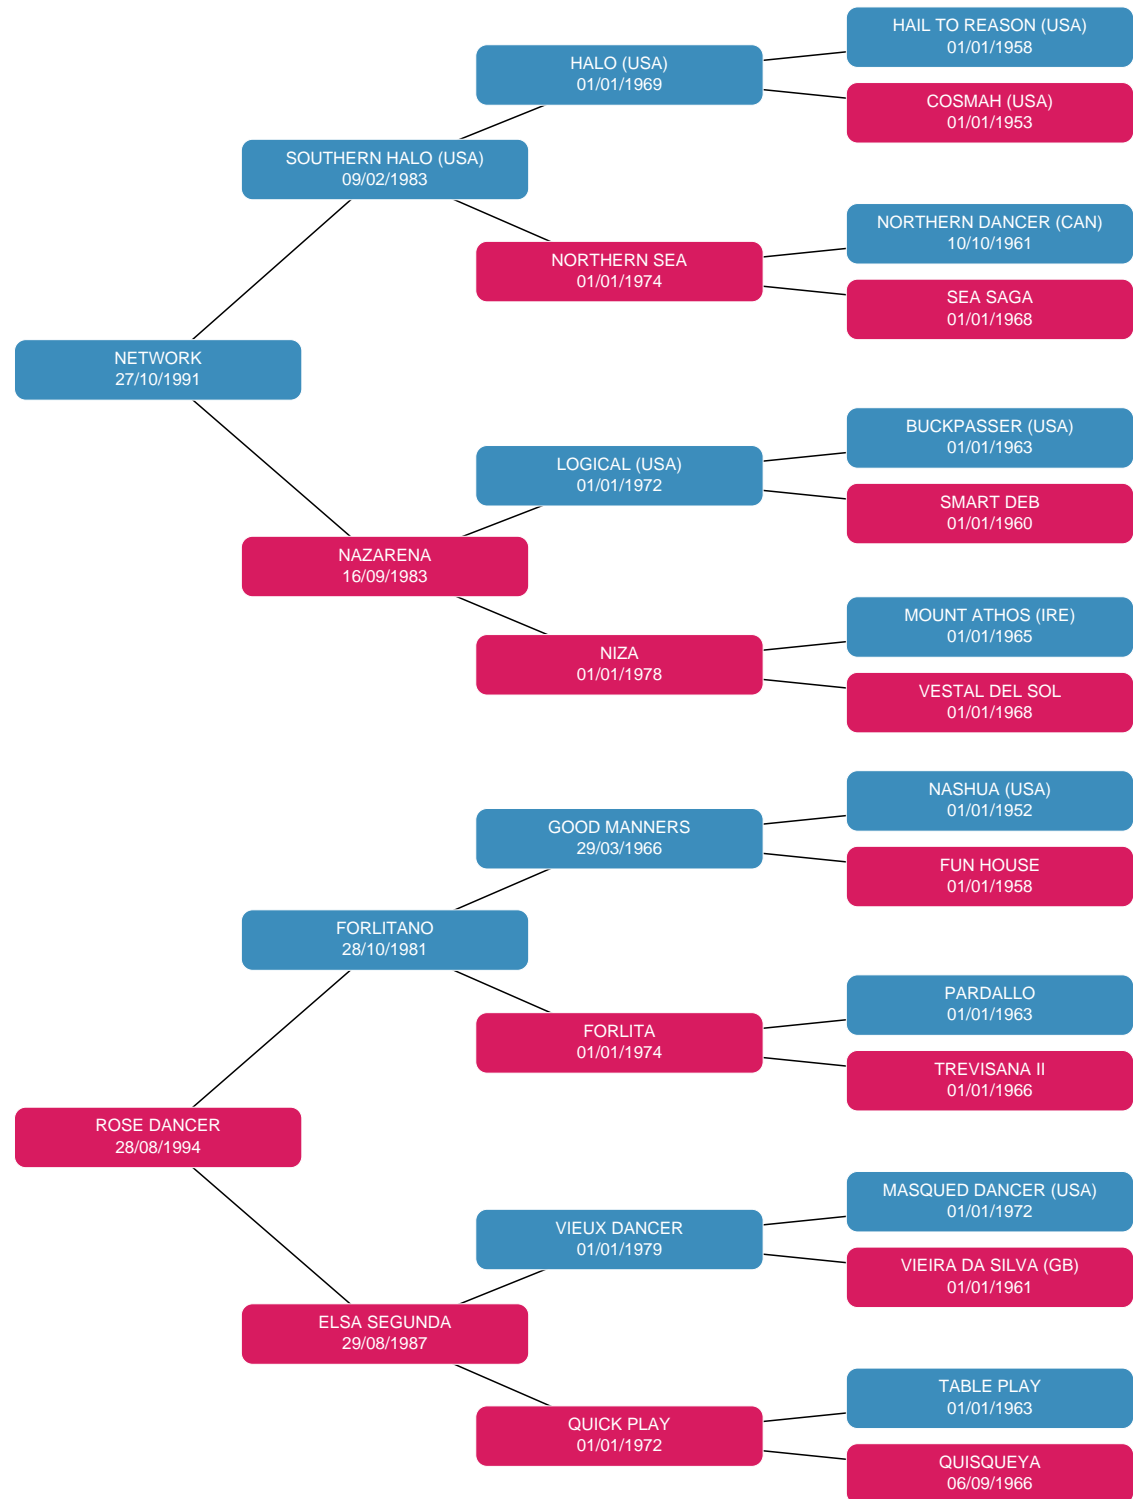 HAIL TO REASON (USA)
01/01/1958
HALO (USA)
01/01/1969
COSMAH (USA)
01/01/1953
SOUTHERN HALO (USA)
09/02/1983
NORTHERN DANCER (CAN)
10/10/1961
NORTHERN SEA
01/01/1974
SEA SAGA
01/01/1968
NETWORK
27/10/1991
BUCKPASSER (USA)
01/01/1963
LOGICAL (USA)
01/01/1972
SMART DEB
01/01/1960
NAZARENA
16/09/1983
MOUNT ATHOS (IRE)
01/01/1965
NIZA
01/01/1978
VESTAL DEL SOL
01/01/1968
NASHUA (USA)
01/01/1952
GOOD MANNERS
29/03/1966
FUN HOUSE
01/01/1958
FORLITANO
28/10/1981
PARDALLO
01/01/1963
FORLITA
01/01/1974
TREVISANA II
01/01/1966
ROSE DANCER
28/08/1994
MASQUED DANCER (USA)
01/01/1972
VIEUX DANCER
01/01/1979
VIEIRA DA SILVA (GB)
01/01/1961
ELSA SEGUNDA
29/08/1987
TABLE PLAY
01/01/1963
QUICK PLAY
01/01/1972
QUISQUEYA
06/09/1966